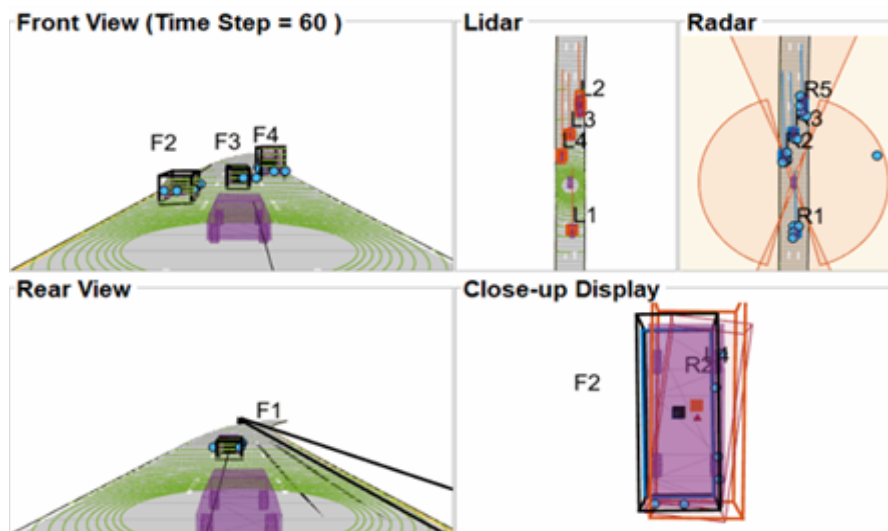 Front View (Time Step = 60 )
F2
F3
F4
Lidar
L2
L3
L4
L1
Radar
R5
R3
R2
R1
Rear View
F1
Close-up Display
L4
R2
F2